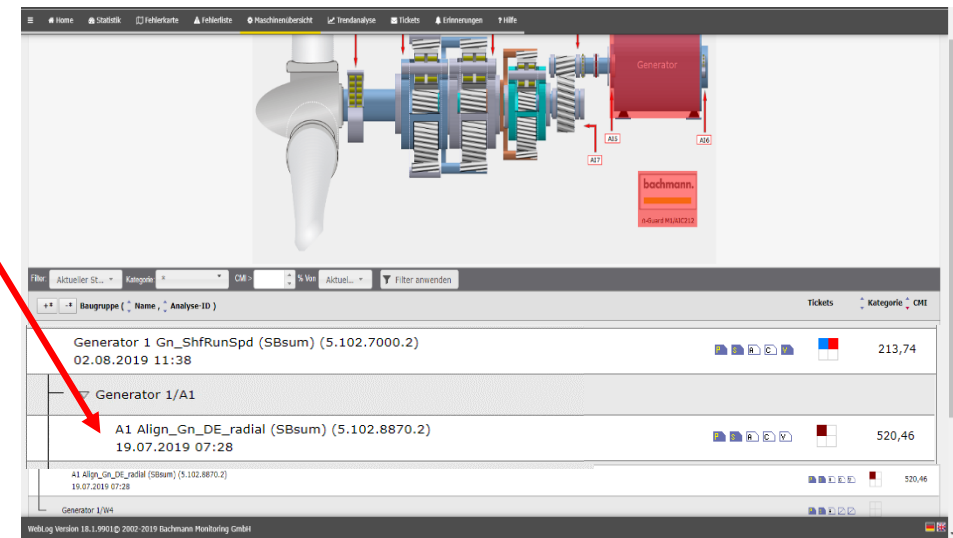 ≡ Home Statistik Fehlerkarte Fehlerliste Maschinenübersicht Trendanalyse Tickets Erinnerungen ? Hilfe
Generator
A15
A16
A17
bachmann.
Filter: Aktueller St... Kategorie * CMI > % Von Aktuel... Filter anwenden
Baugruppe ( Name , Analyse-ID ) Tickets Kategorie CMI
Generator 1 Gn_ShfRunSpd (SBsum) (5.102.7000.2)
02.08.2019 11:38
P S A C V 213,74
Generator 1/A1
A1 Align_Gn_DE_radial (SBsum) (5.102.8870.2)
19.07.2019 07:28
P S A C V 520,46
A1 Align_Gn_DE_radial (SBsum) (5.102.8870.2)
19.07.2019 07:28
520,46
Generator 1/W4
WebLog Version 18.1.9901© 2002-2019 Bachmann Monitoring GmbH